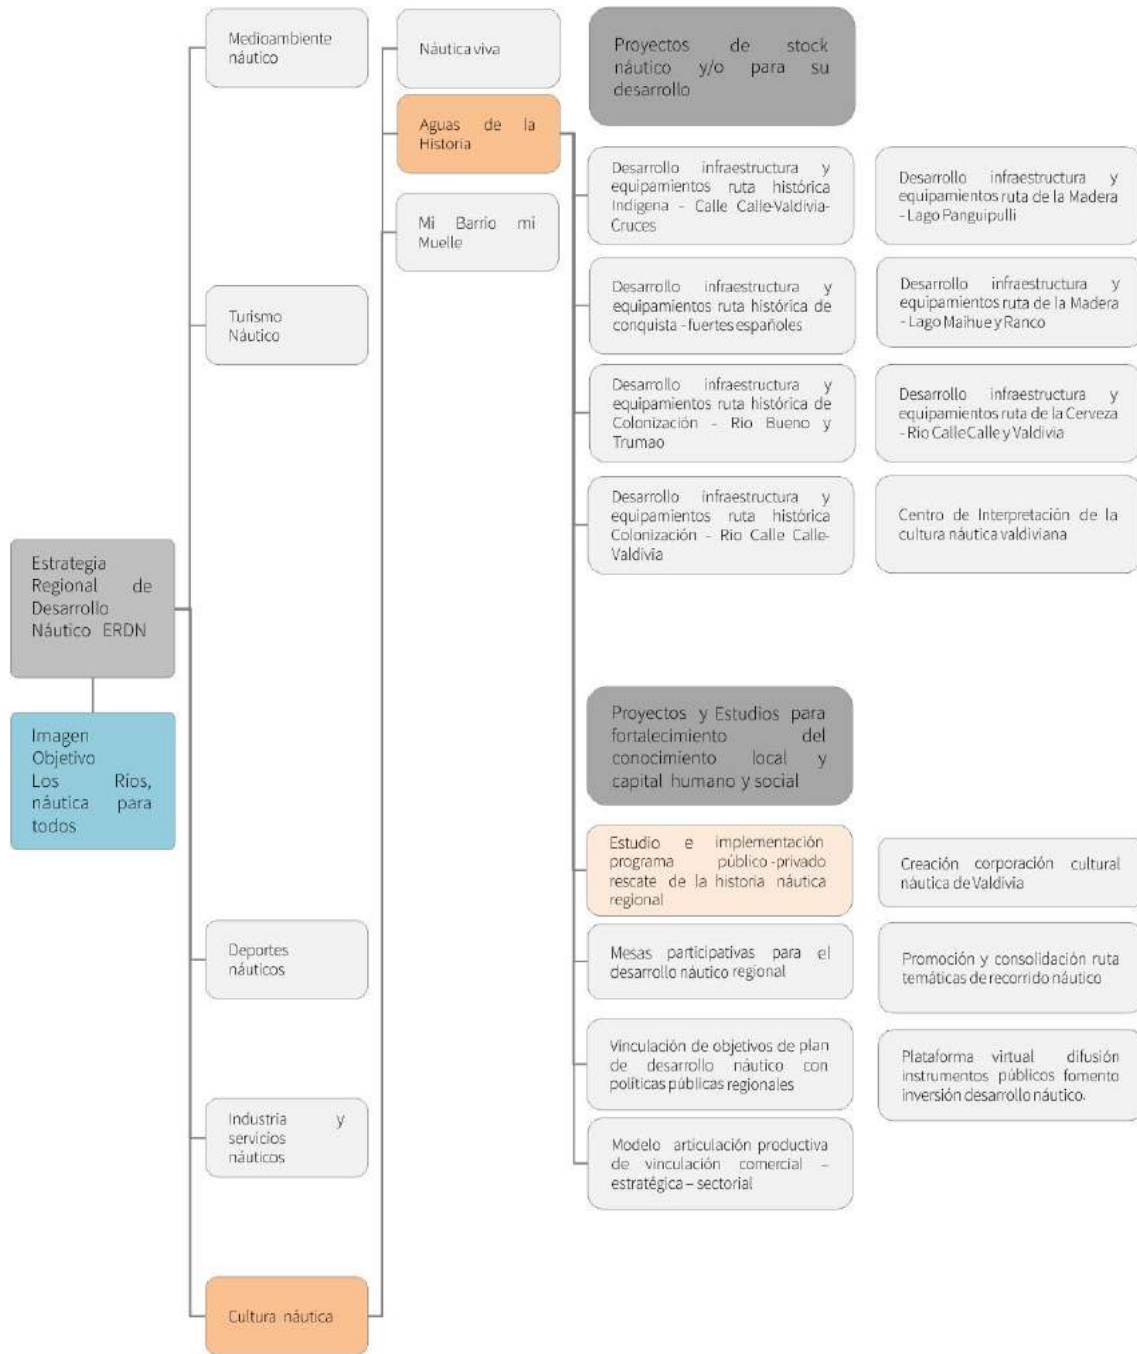 Medioambiente
náutico
Turismo
Náutico
Estrategia
Regional de
Desarrollo
Náutico ERDN
Imagen
Objetivo
Los Ríos,
náutica para
todos
Deportes
náuticos
Industria y
servicios
náuticos
Cultura náutica
Náutica viva
Aguas de la
Historia
Mi Barrio mi
Muelle
Proyectos de stock
náutico y/o para su
desarrollo
Desarrollo infraestructura y
equipamientos ruta histórica
Indígena - Calle Calle-Valdivia-
Cruces
Desarrollo infraestructura y
equipamientos ruta de la Madera
- Lago Panguipulli
Desarrollo infraestructura y
equipamientos ruta histórica de
conquista - fuertes españoles
Desarrollo infraestructura y
equipamientos ruta de la Madera
- Lago Maihue y Ranco
Desarrollo infraestructura y
equipamientos ruta histórica de
Colonización - Rio Bueno y
Trumao
Desarrollo infraestructura y
equipamientos ruta de la Cerveza
- Rio CalleCalle y Valdivia
Desarrollo infraestructura y
equipamientos ruta histórica
Colonización - Rio Calle Calle-
Valdivia
Centro de Interpretación de la
cultura náutica valdiviana
Proyectos y Estudios para
fortalecimiento del
conocimiento local y
capital humano y social
Estudio e implementación
programa público -privado
rescate de la historia náutica
regional
Creación corporación cultural
náutica de Valdivia
Mesas participativas para el
desarrollo náutico regional
Promoción y consolidación ruta
temáticas de recorrido náutico
Vinculación de objetivos de plan
de desarrollo náutico con
políticas públicas regionales
Plataforma virtual difusión
instrumentos públicos fomento
inversión desarrollo náutico.
Modelo articulación productiva
de vinculación comercial –
estratégica – sectorial